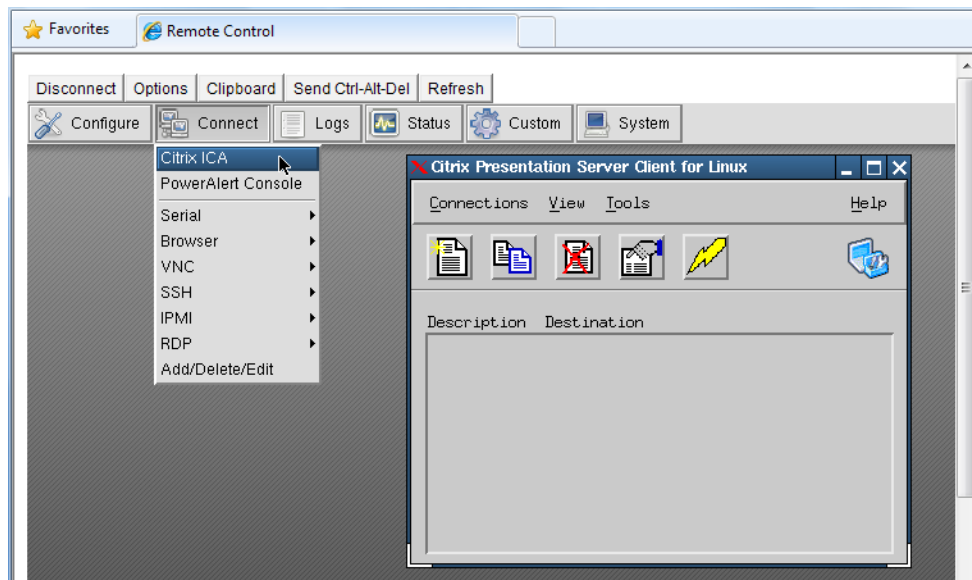 Favorites Remote Control
Disconnect Options Clipboard Send Ctrl-Alt-Del Refresh
Configure Connect Logs Status Custom System
Citrix ICA
PowerAlert Console
Serial
Browser
VNC
SSH
IPMI
RDP
Add/Delete/Edit
Citrix Presentation Server Client for Linux
Connections View Tools Help
Description Destination